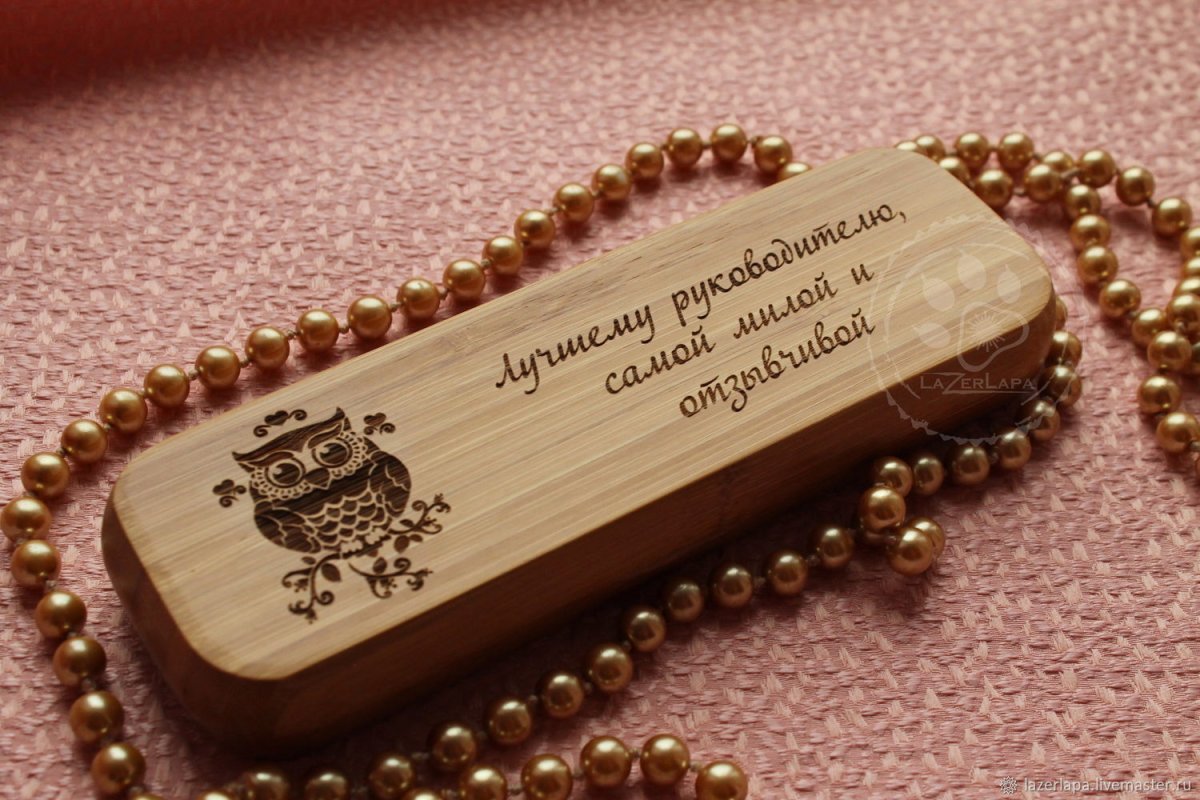 Лучшему руководителю,
самой милой и
отзывчивой
LAZERLAPA
lazerlapa.livemaster.ru